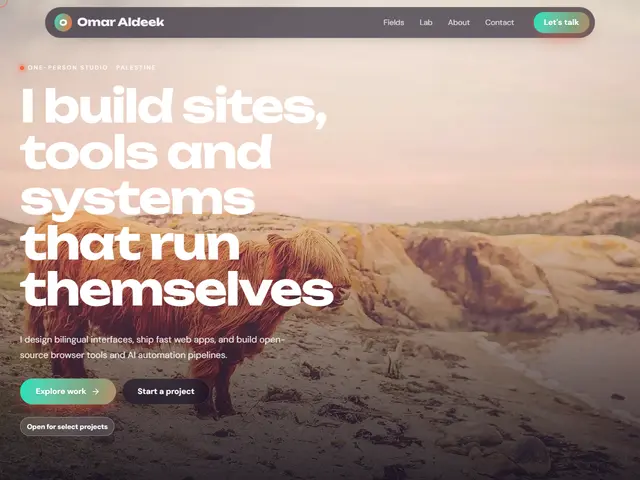 O Omar Aldeek
Fields Lab About Contact Let's talk
ONE-PERSON STUDIO · PALESTINE
I build sites,
tools and
systems
that run
themselves
I design bilingual interfaces, ship fast web apps, and build open-
source browser tools and AI automation pipelines.
Explore work →
Start a project
Open for select projects